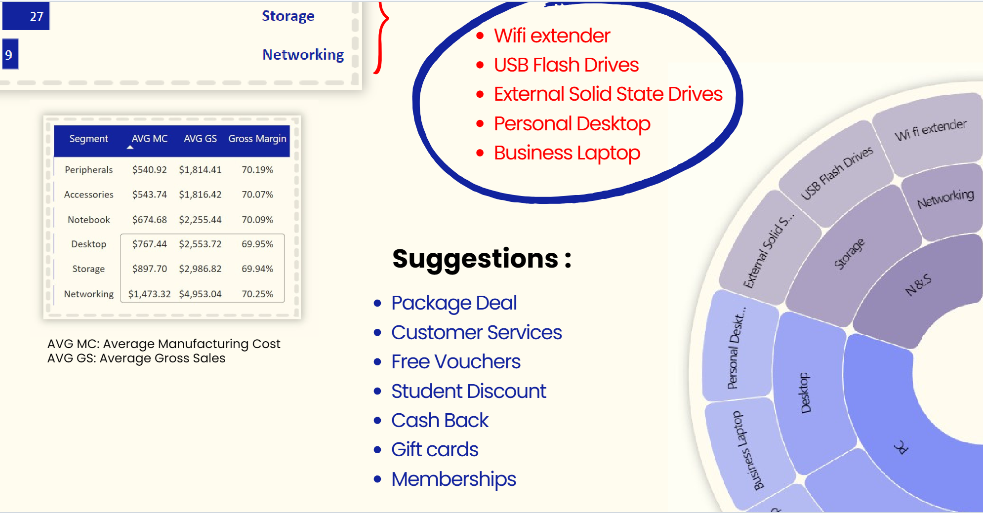 27 Storage
9 Networking
Wifi extender
USB Flash Drives
External Solid State Drives
Personal Desktop
Business Laptop
Segment AVG MC AVG GS Gross Margin
Peripherals $540.92 $1,814.41 70.19%
Accessories $543.74 $1,816.42 70.07%
Notebook $674.68 $2,255.44 70.09%
Desktop $767.44 $2,553.72 69.95%
Storage $897.70 $2,986.82 69.94%
Networking $1,473.32 $4,953.04 70.25%
AVG MC: Average Manufacturing Cost
AVG GS: Average Gross Sales
Suggestions :
Package Deal
Customer Services
Free Vouchers
Student Discount
Cash Back
Gift cards
Memberships
Wi fi extender
USB Flash Drives
External Solid S...
Personal Deskt...
Business Laptop
Networking
Storage
Desktop
N & S
PC